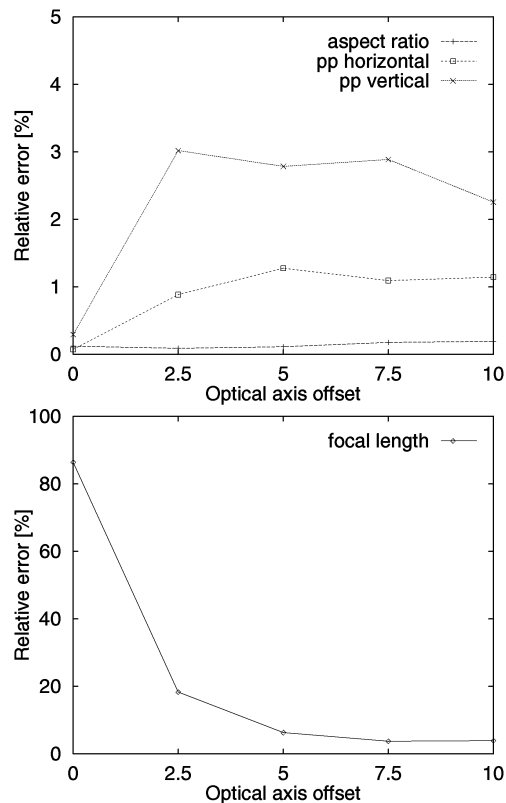 5
4
3
2
1
0
Relative error [%]
aspect ratio
pp horizontal
pp vertical
0 2.5 5 7.5 10
Optical axis offset
100
80
60
40
20
0
Relative error [%]
focal length
0 2.5 5 7.5 10
Optical axis offset